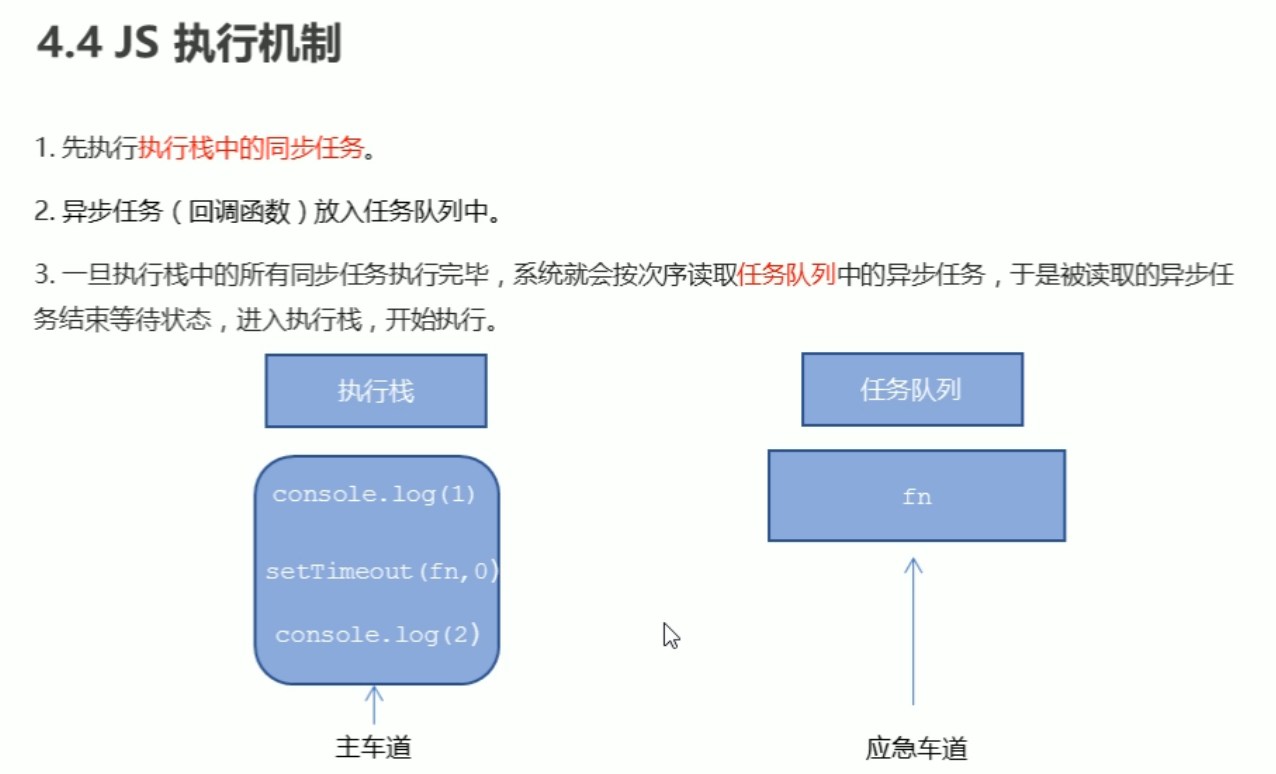 4.4 JS 执行机制
1. 先执行执行栈中的同步任务。
2. 异步任务（回调函数）放入任务队列中。
3. 一旦执行栈中的所有同步任务执行完毕，系统就会按次序读取任务队列中的异步任务，于是被读取的异步任
务结束等待状态，进入执行栈，开始执行。
执行栈
任务队列
console.log(1)
fn
setTimeout(fn,0)
console.log(2)
主车道
应急车道